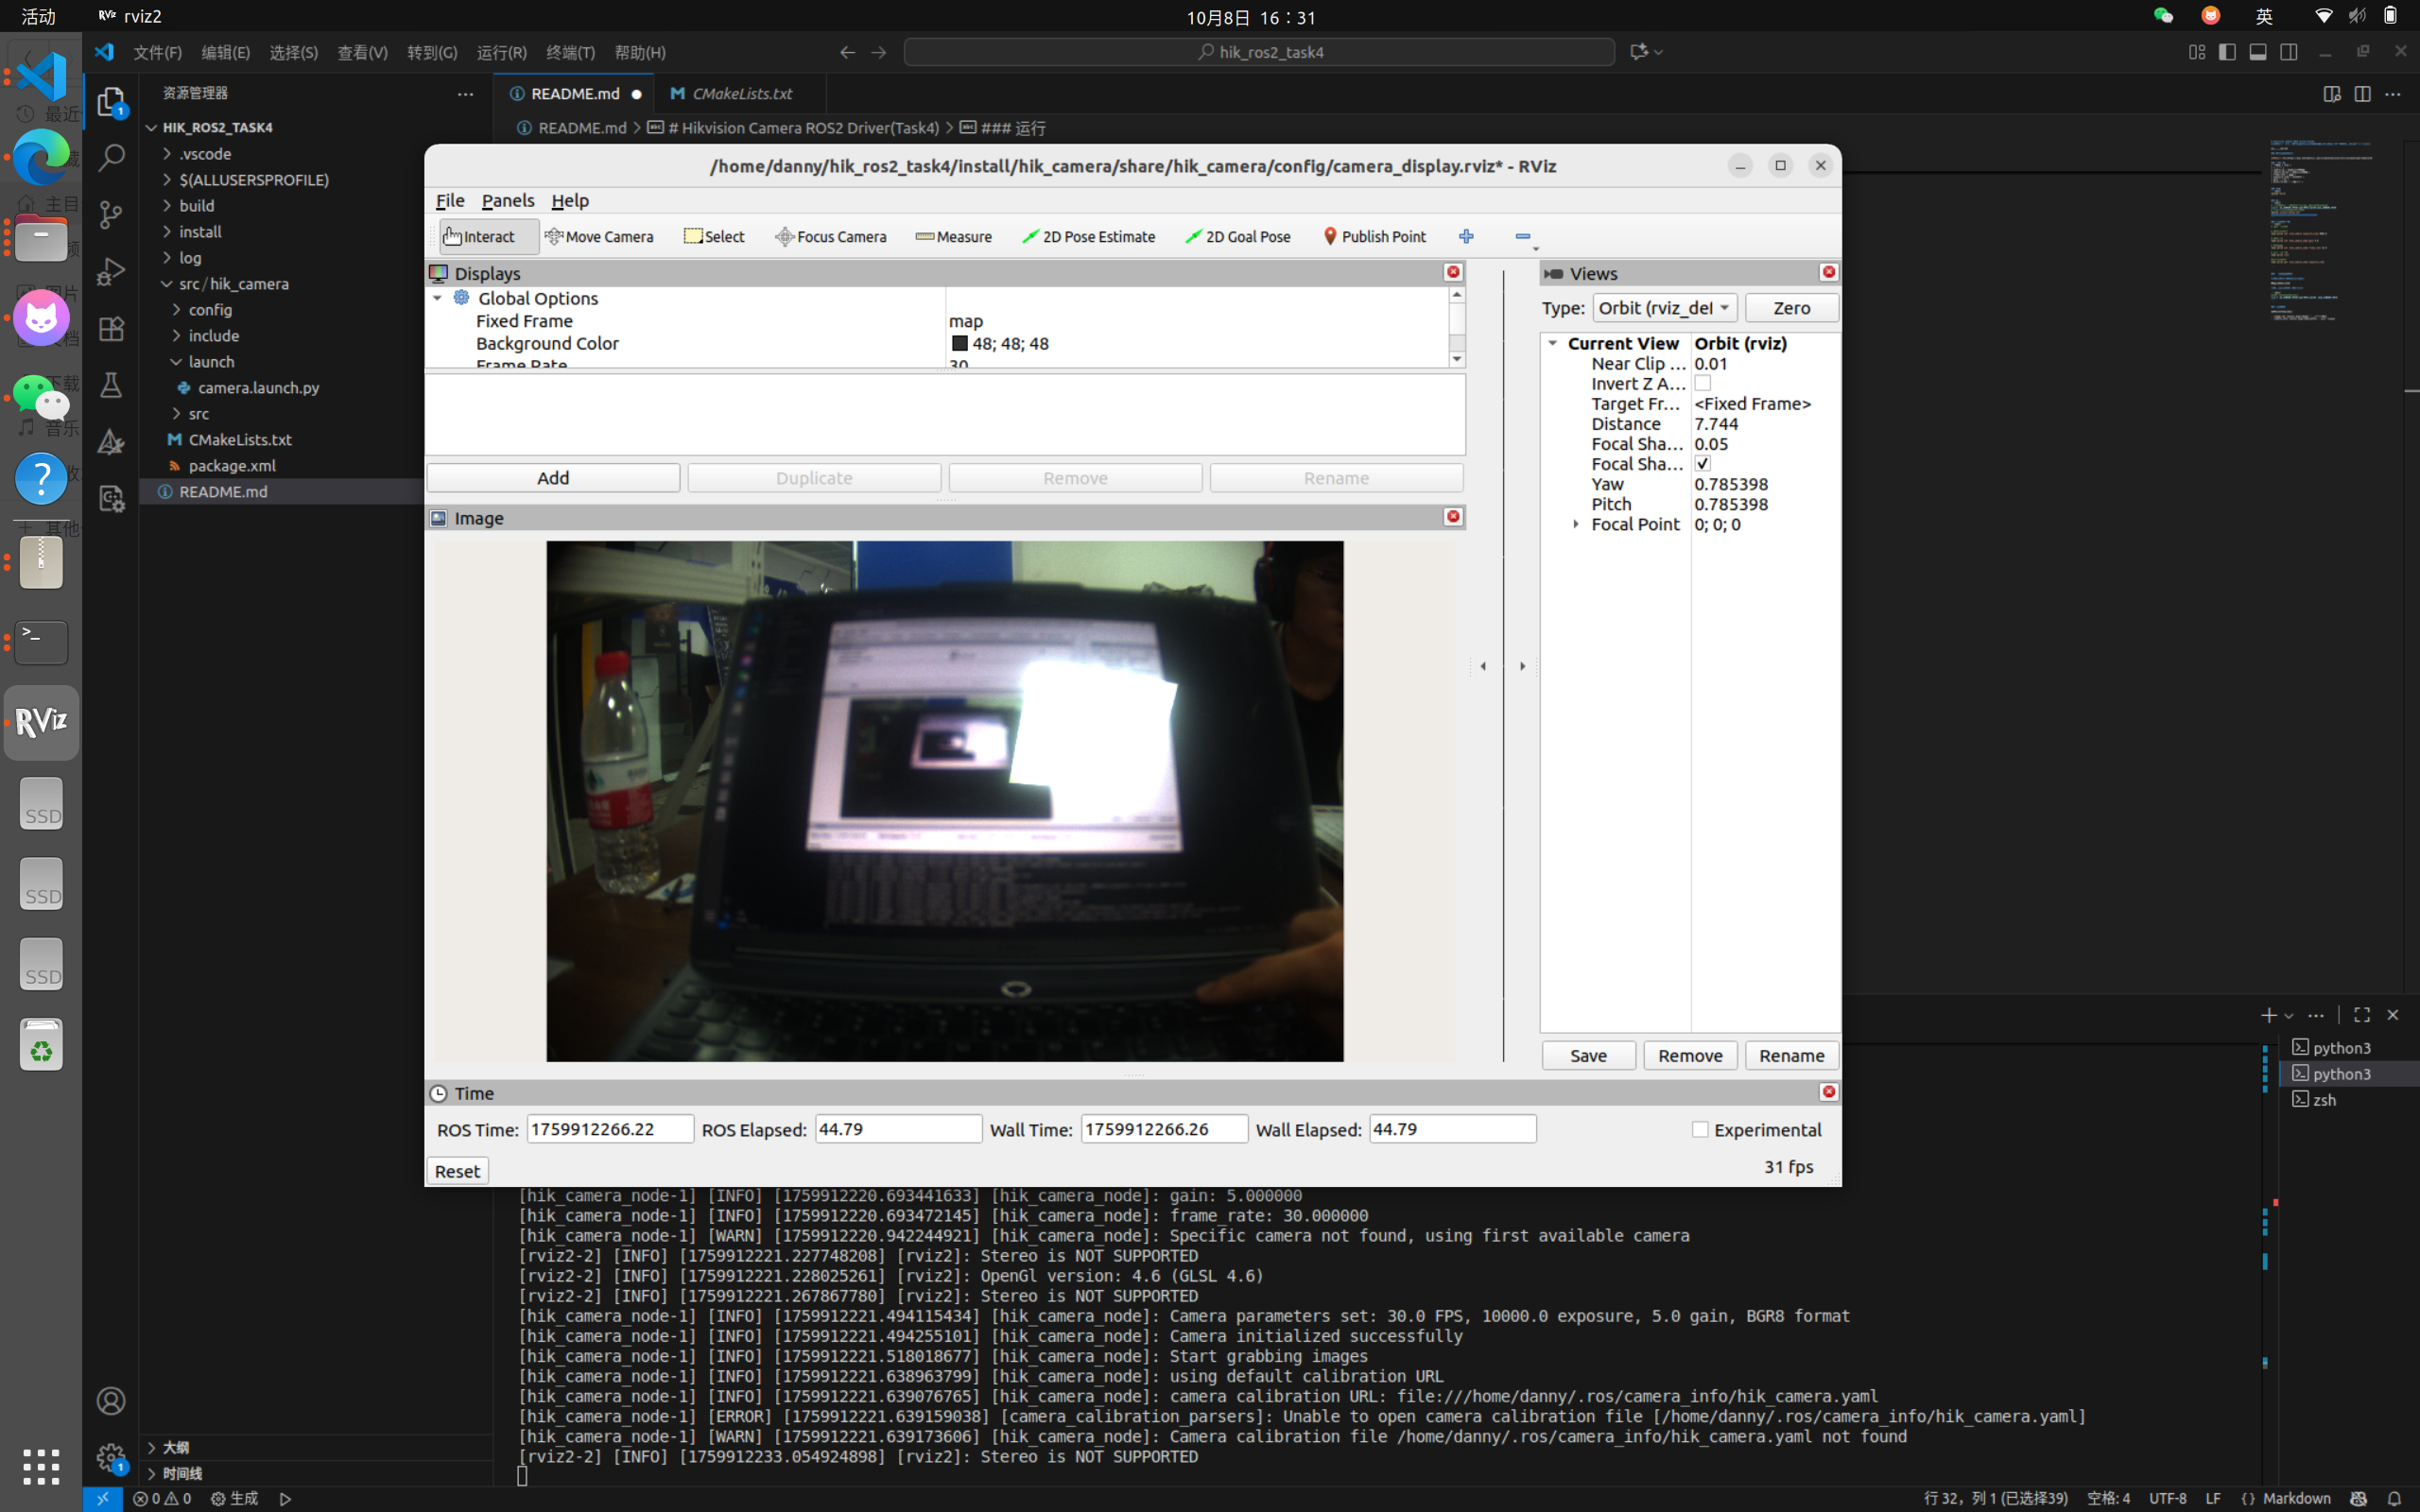 活动
RViz rviz2
10月8日 16：31
英
文件(F) 编辑(E) 选择(S) 查看(V) 转到(G) 运行(R) 终端(T) 帮助(H)
hik_ros2_task4
资源管理器
README.md
CMakeLists.txt
README.md > # Hikvision Camera ROS2 Driver(Task4) > ### 运行
HIK_ROS2_TASK4
.vscode
$(ALLUSERSPROFILE)
build
install
log
src/hik_camera
config
include
launch
camera.launch.py
src
CMakeLists.txt
package.xml
README.md
大纲
时间线
RViz
SSD
SSD
SSD
/home/danny/hik_ros2_task4/install/hik_camera/share/hik_camera/config/camera_display.rviz* - RViz
File Panels Help
Interact Move Camera Select Focus Camera Measure 2D Pose Estimate 2D Goal Pose Publish Point
Displays
Global Options
Fixed Frame map
Background Color 48; 48; 48
Frame Rate 30
Add Duplicate Remove Rename
Image
Views
Type: Orbit (rviz_def Zero
Current View Orbit (rviz)
Near Clip ... 0.01
Invert Z A...
Target Fr... <Fixed Frame>
Distance 7.744
Focal Sha... 0.05
Focal Sha... ✓
Yaw 0.785398
Pitch 0.785398
Focal Point 0; 0; 0
Save Remove Rename
Time
ROS Time: 1759912266.22 ROS Elapsed: 44.79 Wall Time: 1759912266.26 Wall Elapsed: 44.79 Experimental
Reset 31 fps
python3
python3
zsh
[hik_camera_node-1] [INFO] [1759912220.693441633] [hik_camera_node]: gain: 5.000000
[hik_camera_node-1] [INFO] [1759912220.693472145] [hik_camera_node]: frame_rate: 30.000000
[hik_camera_node-1] [WARN] [1759912220.942244921] [hik_camera_node]: Specific camera not found, using first available camera
[rviz2-2] [INFO] [1759912221.227748208] [rviz2]: Stereo is NOT SUPPORTED
[rviz2-2] [INFO] [1759912221.228025261] [rviz2]: OpenGl version: 4.6 (GLSL 4.6)
[rviz2-2] [INFO] [1759912221.267867780] [rviz2]: Stereo is NOT SUPPORTED
[hik_camera_node-1] [INFO] [1759912221.494115434] [hik_camera_node]: Camera parameters set: 30.0 FPS, 10000.0 exposure, 5.0 gain, BGR8 format
[hik_camera_node-1] [INFO] [1759912221.494255101] [hik_camera_node]: Camera initialized successfully
[hik_camera_node-1] [INFO] [1759912221.518018677] [hik_camera_node]: Start grabbing images
[hik_camera_node-1] [INFO] [1759912221.638963799] [hik_camera_node]: using default calibration URL
[hik_camera_node-1] [INFO] [1759912221.639076765] [hik_camera_node]: camera calibration URL: file:///home/danny/.ros/camera_info/hik_camera.yaml
[hik_camera_node-1] [ERROR] [1759912221.639159038] [camera_calibration_parsers]: Unable to open camera calibration file [/home/danny/.ros/camera_info/hik_camera.yaml]
[hik_camera_node-1] [WARN] [1759912221.639173606] [hik_camera_node]: Camera calibration file /home/danny/.ros/camera_info/hik_camera.yaml not found
[rviz2-2] [INFO] [1759912233.054924898] [rviz2]: Stereo is NOT SUPPORTED
0 0 生成
行 32，列 1 (已选择39) 空格: 4 UTF-8 LF {} Markdown